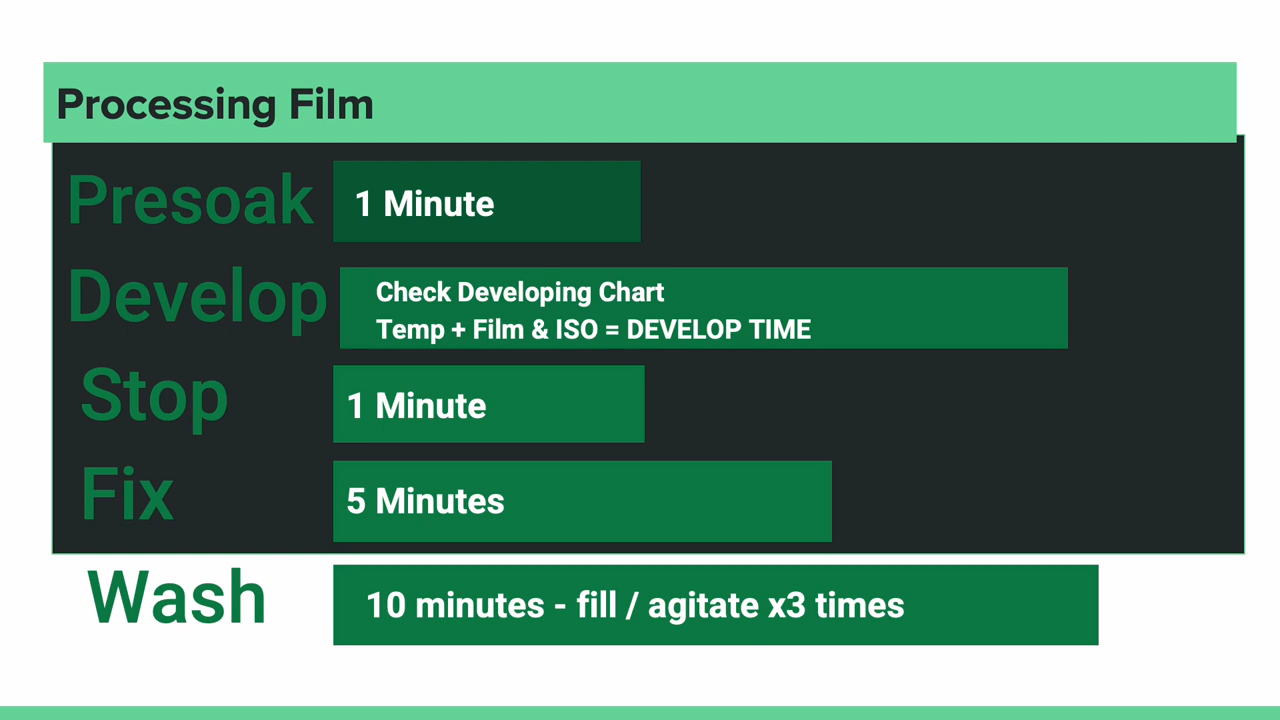 Processing Film
Presoak
1 Minute
Develop
Check Developing Chart
Temp + Film & ISO = DEVELOP TIME
Stop
1 Minute
Fix
5 Minutes
Wash
10 minutes - fill / agitate x3 times